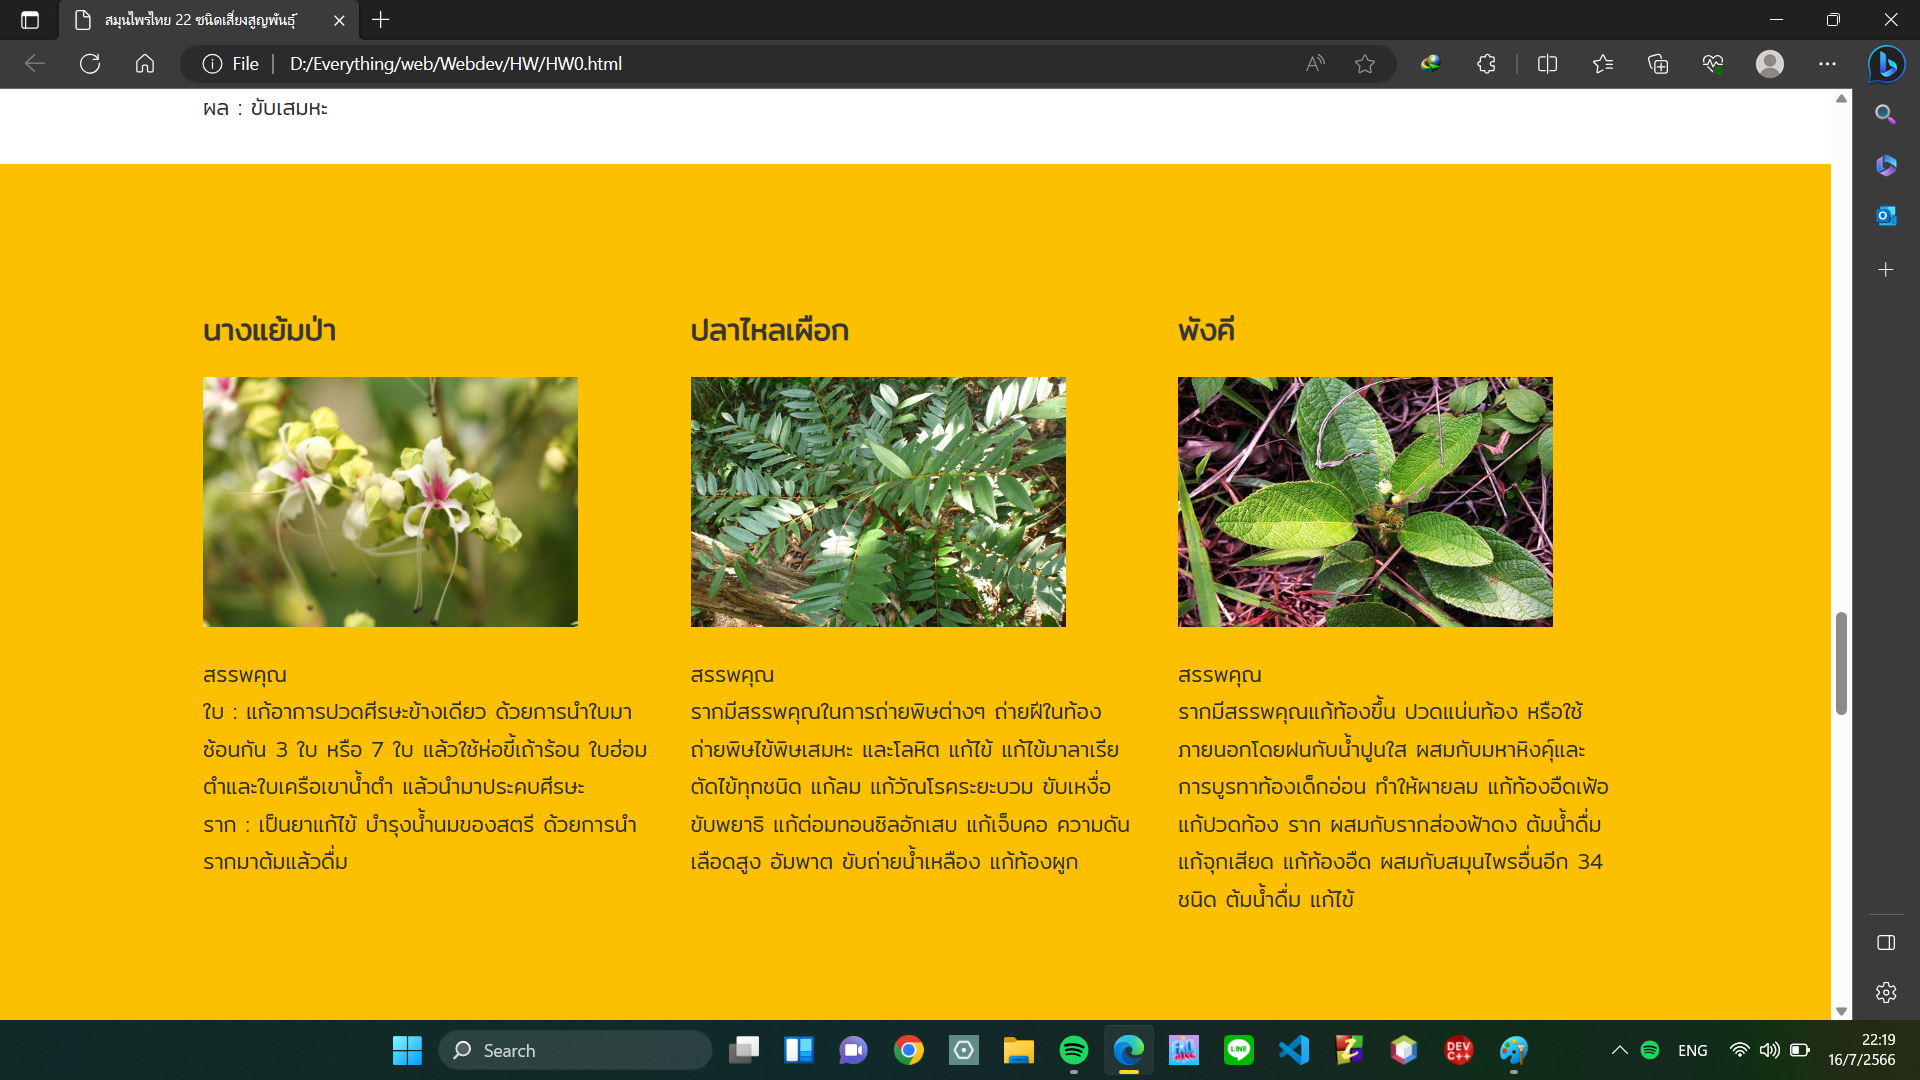 สมุนไพรไทย 22 ชนิดเสี่ยงสูญพันธุ์
File
D:/Everything/web/Webdev/HW/HW0.html
ผล : ขับเสมหะ
นางแย้มป่า
สรรพคุณ
ใบ : แก้อาการปวดศีรษะข้างเดียว ด้วยการนำใบมา
ซ้อนกัน 3 ใบ หรือ 7 ใบ แล้วใช้ห่อขี้เถ้าร้อน ใบฮ่อม
ตำและใบเครือเขาน้ำตำ แล้วนำมาประคบศีรษะ
ราก : เป็นยาแก้ไข้ บำรุงน้ำนมของสตรี ด้วยการนำ
รากมาต้มแล้วดื่ม
ปลาไหลเผือก
สรรพคุณ
รากมีสรรพคุณในการถ่ายพิษต่างๆ ถ่ายฝีในท้อง
ถ่ายพิษไข้พิษเสมหะ และโลหิต แก้ไข้ แก้ไข้มาลาเรีย
ตัดไข้ทุกชนิด แก้ลม แก้วัณโรคระยะบวม ขับเหงื่อ
ขับพยาธิ แก้ต่อมทอนซิลอักเสบ แก้เจ็บคอ ความดัน
เลือดสูง อัมพาต ขับถ่ายน้ำเหลือง แก้ท้องผูก
พังคี
สรรพคุณ
รากมีสรรพคุณแก้ท้องขึ้น ปวดแน่นท้อง หรือใช้
ภายนอกโดยฝนกับน้ำปูนใส ผสมกับมหาหิงคุ์และ
การบูรทาท้องเด็กอ่อน ทำให้ผายลม แก้ท้องอืดเฟ้อ
แก้ปวดท้อง ราก ผสมกับรากส่องฟ้าดง ต้มน้ำดื่ม
แก้จุกเสียด แก้ท้องอืด ผสมกับสมุนไพรอื่นอีก 34
ชนิด ต้มน้ำดื่ม แก้ไข้
Search
LINE
DEV
C++
ENG
22:19
16/7/2566